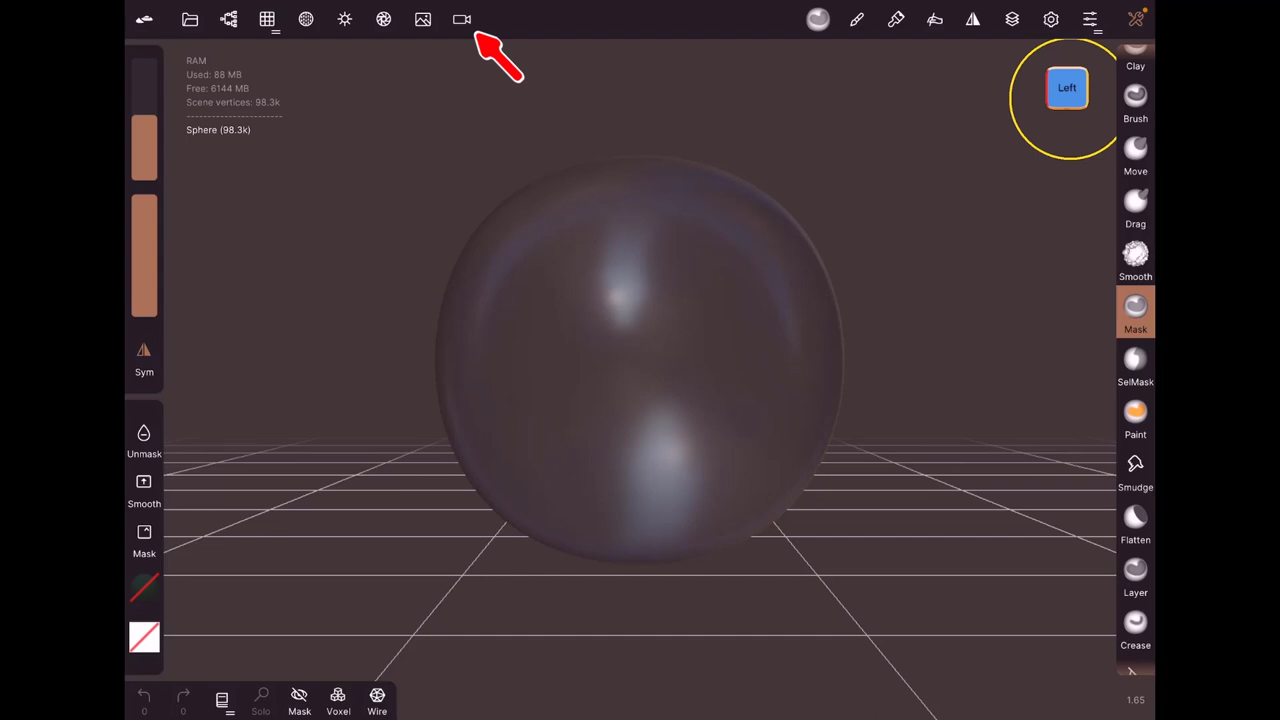 RAM
Used: 88 MB
Free: 6144 MB
Scene vertices: 98.3k
-----------------------
Sphere (98.3k)
Left
Sym
Unmask
Smooth
Mask
0
0
Solo
Mask
Voxel
Wire
Clay
Brush
Move
Drag
Smooth
Mask
SelMask
Paint
Smudge
Flatten
Layer
Crease
1.65